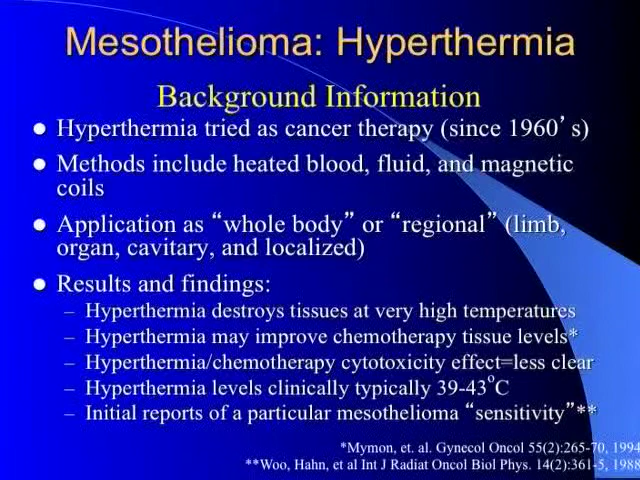 Mesothelioma: Hyperthermia
Background Information
● Hyperthermia tried as cancer therapy (since 1960’s)
● Methods include heated blood, fluid, and magnetic
coils
● Application as “whole body” or “regional” (limb,
organ, cavitary, and localized)
● Results and findings:
– Hyperthermia destroys tissues at very high temperatures
– Hyperthermia may improve chemotherapy tissue levels*
– Hyperthermia/chemotherapy cytotoxicity effect=less clear
– Hyperthermia levels clinically typically 39-43°C
– Initial reports of a particular mesothelioma “sensitivity”**
*Mymon, et. al. Gynecol Oncol 55(2):265-70, 1994
**Woo, Hahn, et al Int J Radiat Oncol Biol Phys. 14(2):361-5, 1988